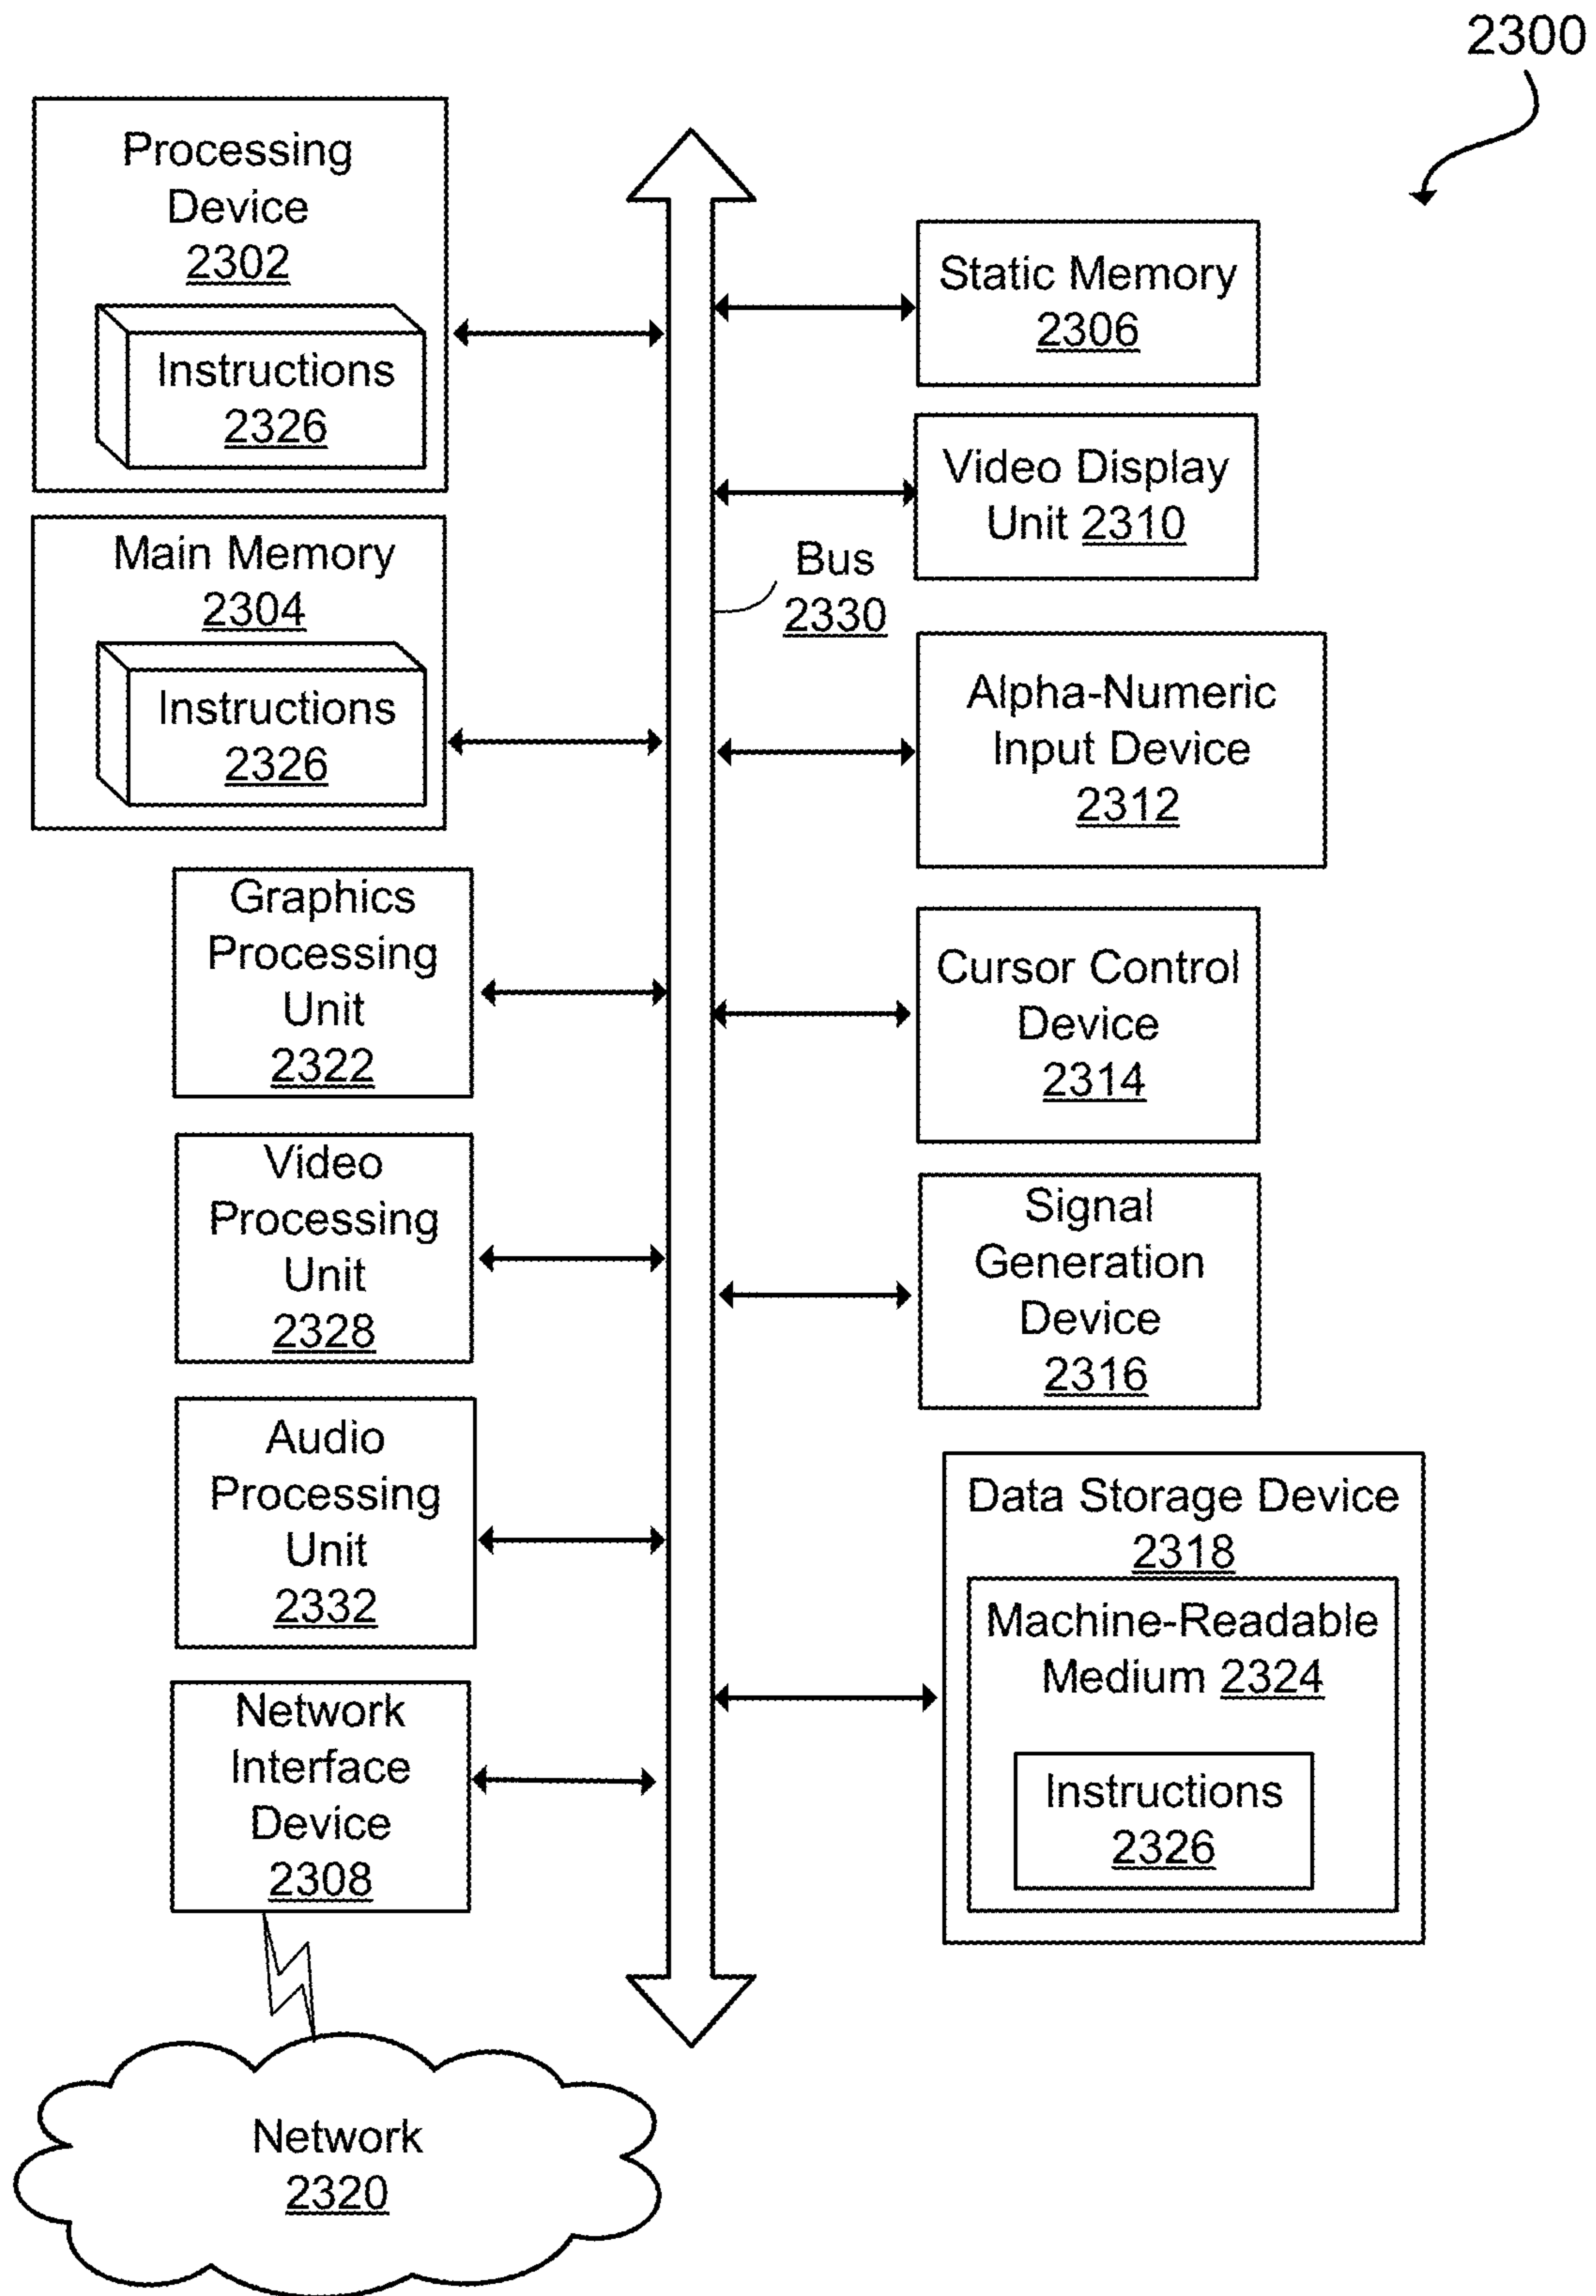 2300
Processing
Device
2302
Instructions
2326
Main Memory
2304
Instructions
2326
Graphics
Processing
Unit
2322
Video
Processing
Unit
2328
Audio
Processing
Unit
2332
Network
Interface
Device
2308
Network
2320
Bus
2330
Static Memory
2306
Video Display
Unit 2310
Alpha-Numeric
Input Device
2312
Cursor Control
Device
2314
Signal
Generation
Device
2316
Data Storage Device
2318
Machine-Readable
Medium 2324
Instructions
2326